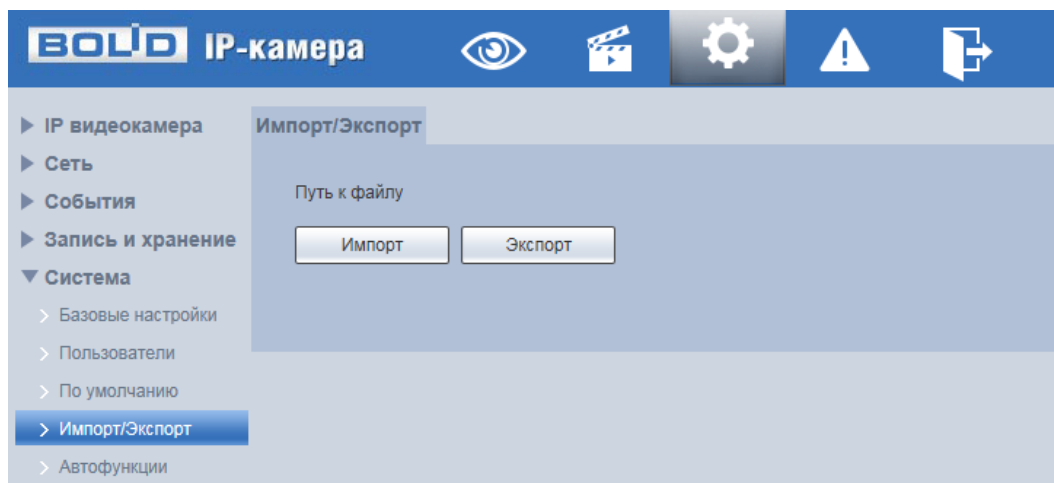 BOLID IP-камера
IP видеокамера
Сеть
События
Запись и хранение
Система
Базовые настройки
Пользователи
По умолчанию
Импорт/Экспорт
Автофункции
Импорт/Экспорт
Путь к файлу
Импорт Экспорт